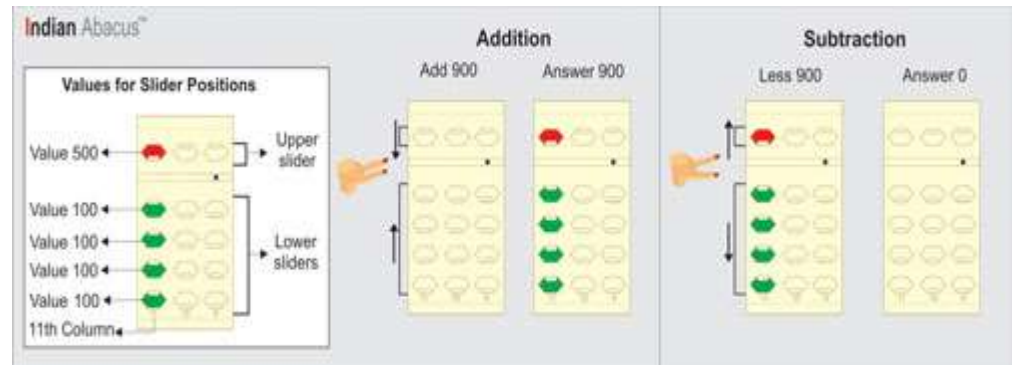 Indian Abacus™
Values for Slider Positions
Value 500
Upper slider
Value 100
Value 100
Value 100
Value 100
Lower sliders
11th Column
Addition
Add 900
Answer 900
Subtraction
Less 900
Answer 0